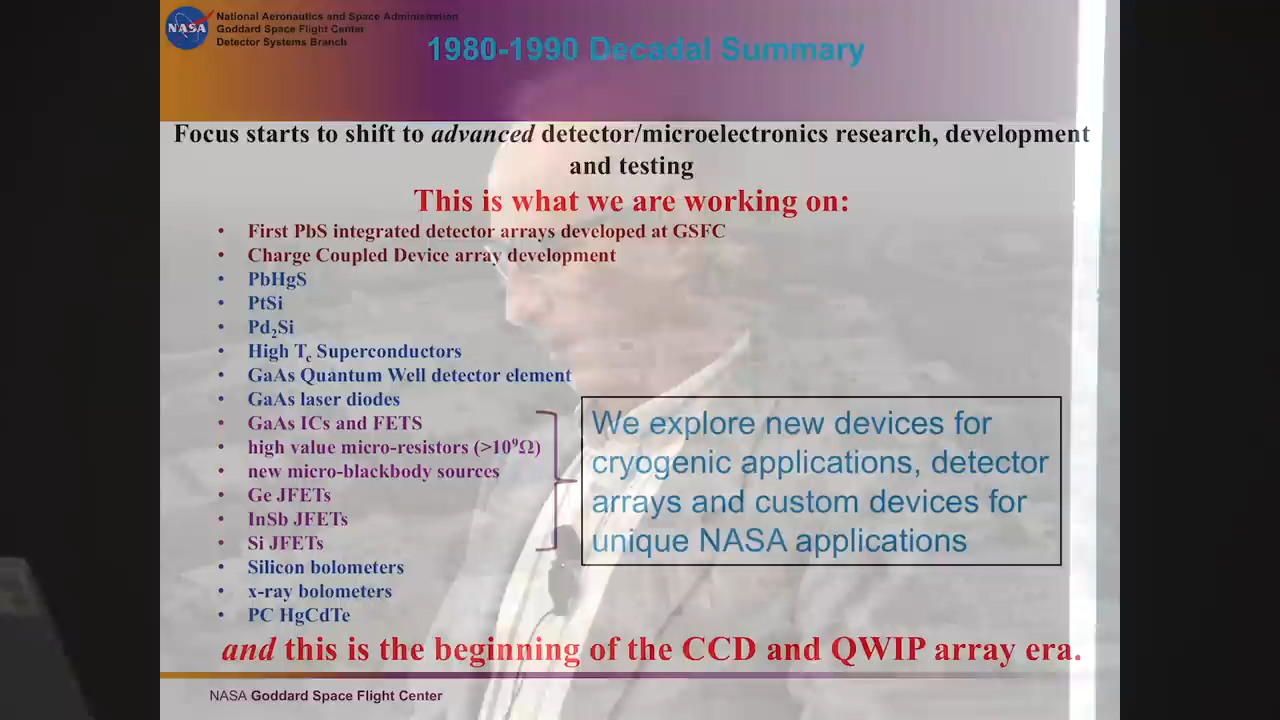 NASA
National Aeronautics and Space Administration
Goddard Space Flight Center
Detector Systems Branch
1980-1990 Decadal Summary
Focus starts to shift to advanced detector/microelectronics research, development
and testing
This is what we are working on:
• First PbS integrated detector arrays developed at GSFC
• Charge Coupled Device array development
• PbHgS
• PtSi
• Pd₂Si
• High Tc Superconductors
• GaAs Quantum Well detector element
• GaAs laser diodes
• GaAs ICs and FETS
• high value micro-resistors (>10⁹Ω)
• new micro-blackbody sources
• Ge JFETs
• InSb JFETs
• Si JFETs
• Silicon bolometers
• x-ray bolometers
• PC HgCdTe
We explore new devices for
cryogenic applications, detector
arrays and custom devices for
unique NASA applications
and this is the beginning of the CCD and QWIP array era.
NASA Goddard Space Flight Center